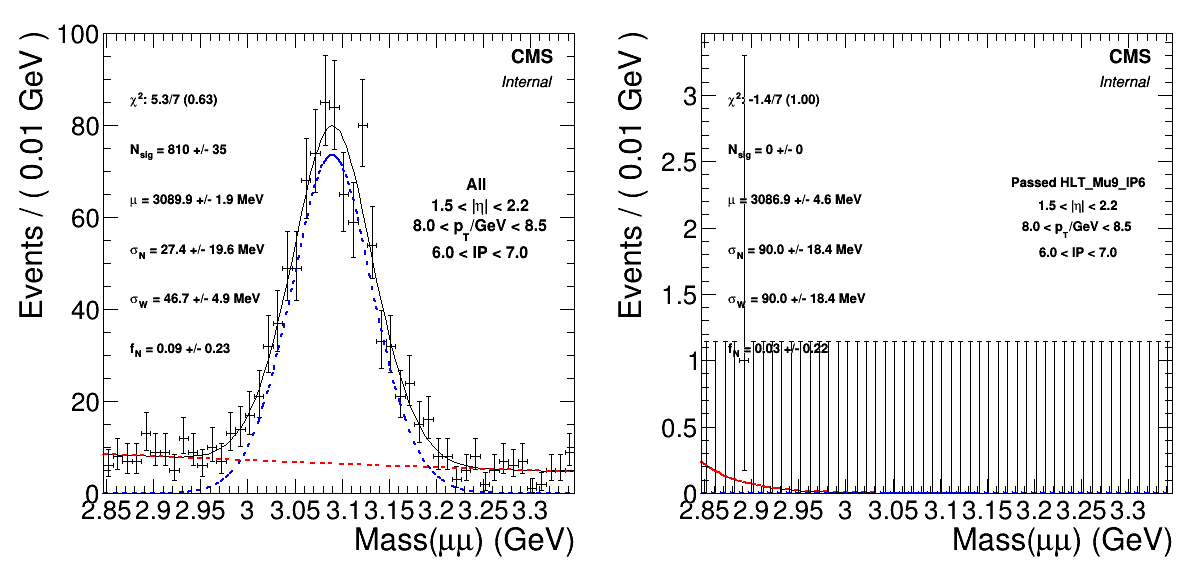 Events / ( 0.01 GeV )
100
80
60
40
20
0
CMS
Internal
χ²: 5.3/7 (0.63)
N_sig = 810 +/- 35
μ = 3089.9 +/- 1.9 MeV
σ_N = 27.4 +/- 19.6 MeV
σ_W = 46.7 +/- 4.9 MeV
f_N = 0.09 +/- 0.23
All
1.5 < |η| < 2.2
8.0 < p_T/GeV < 8.5
6.0 < IP < 7.0
2.85 2.9 2.95 3 3.05 3.1 3.15 3.2 3.25 3.3
Mass(μμ) (GeV)
Events / ( 0.01 GeV )
3
2.5
2
1.5
1
0.5
0
CMS
Internal
χ²: -1.4/7 (1.00)
N_sig = 0 +/- 0
μ = 3086.9 +/- 4.6 MeV
σ_N = 90.0 +/- 18.4 MeV
σ_W = 90.0 +/- 18.4 MeV
f_N = 0.03 +/- 0.22
Passed HLT_Mu9_IP6
1.5 < |η| < 2.2
8.0 < p_T/GeV < 8.5
6.0 < IP < 7.0
2.85 2.9 2.95 3 3.05 3.1 3.15 3.2 3.25 3.3
Mass(μμ) (GeV)